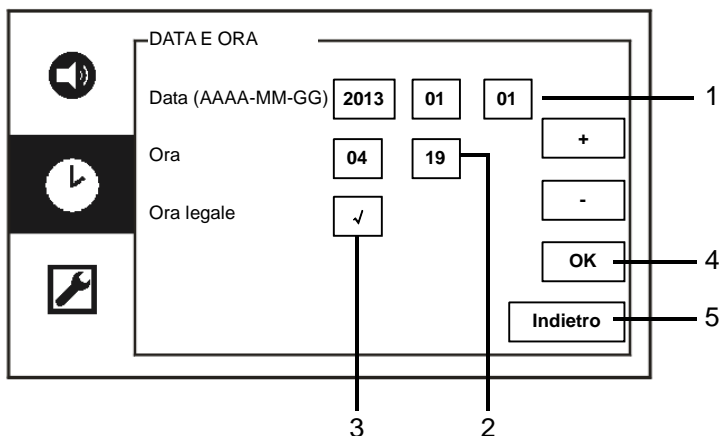 DATA E ORA
Data (AAAA-MM-GG) 2013 01 01 1
+
Ora 04 19
-
Ora legale √
OK 4
Indietro 5
3 2